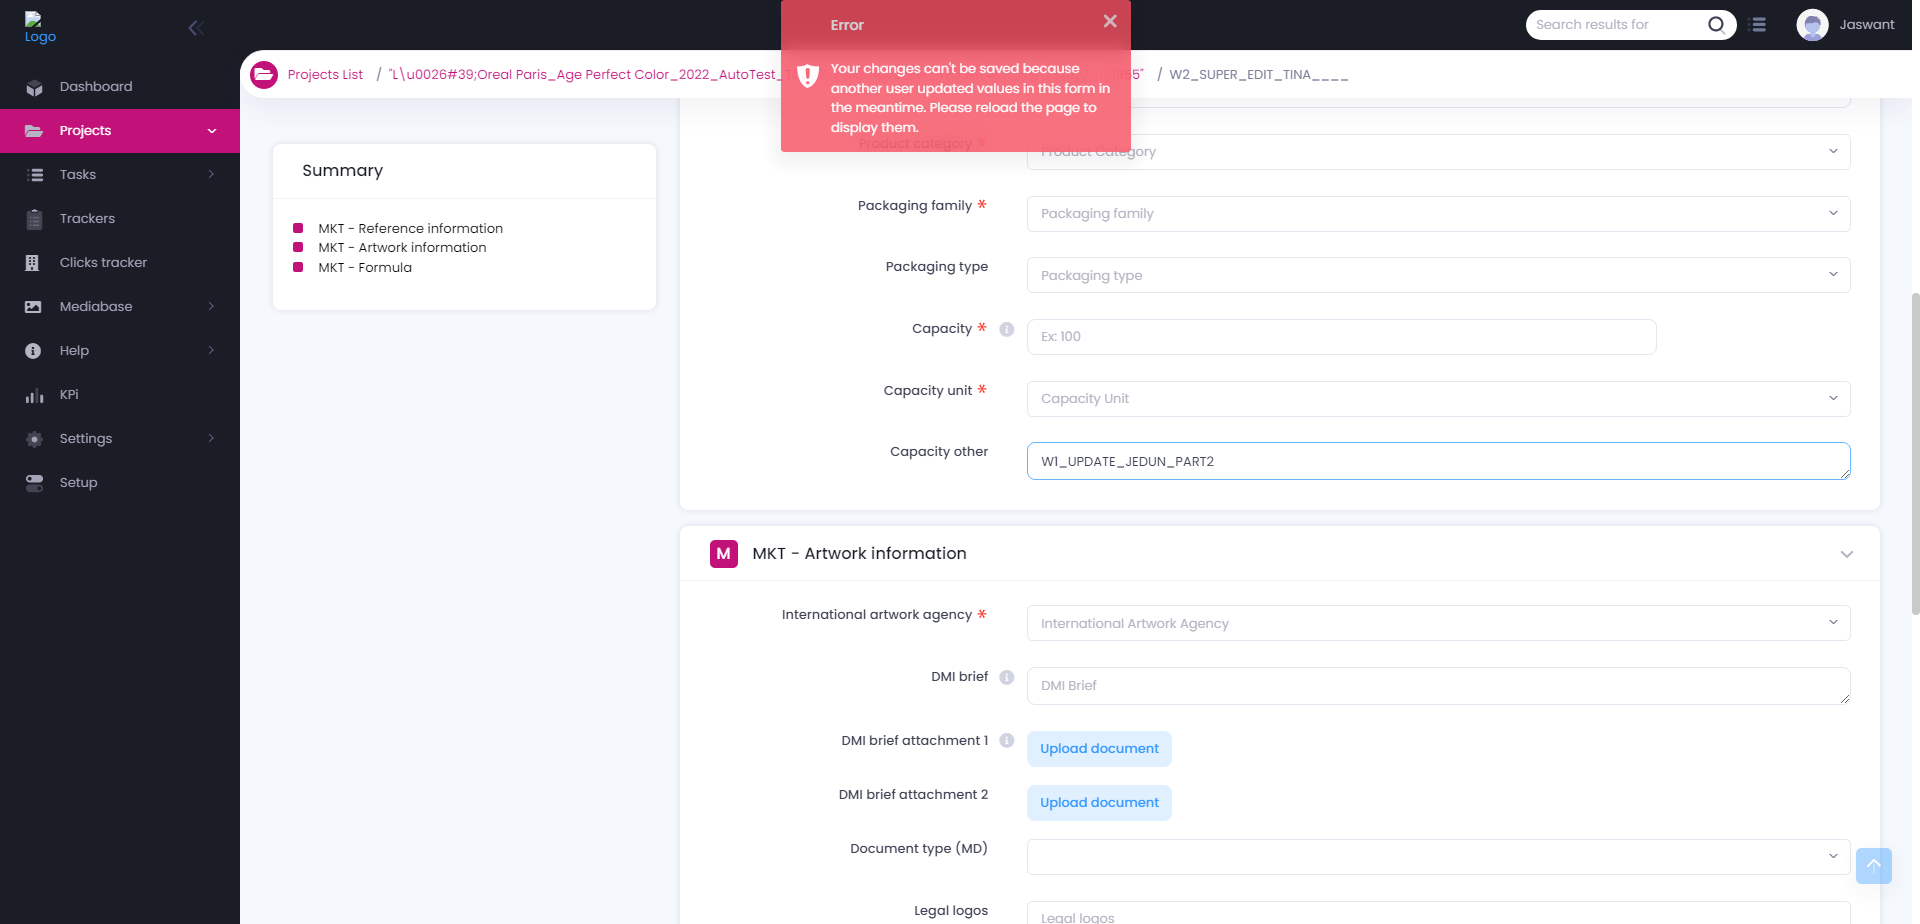 Logo
Error
Search results for
Jaswant
Projects List / "L\u0026#39;Oreal Paris_Age Perfect Color_2022_AutoTest_
/ W2_SUPER_EDIT_TINA____
Your changes can't be saved because
another user updated values in this form in
the meantime. Please reload the page to
display them.
Dashboard
Projects
Tasks
Trackers
Clicks tracker
Mediabase
Help
KPi
Settings
Setup
Summary
MKT - Reference information
MKT - Artwork information
MKT - Formula
Product category *
Product Category
Packaging family *
Packaging family
Packaging type
Packaging type
Capacity *
Ex: 100
Capacity unit *
Capacity Unit
Capacity other
W1_UPDATE_JEDUN_PART2
M MKT - Artwork information
International artwork agency *
International Artwork Agency
DMI brief
DMI Brief
DMI brief attachment 1
Upload document
DMI brief attachment 2
Upload document
Document type (MD)
Legal logos
Legal logos